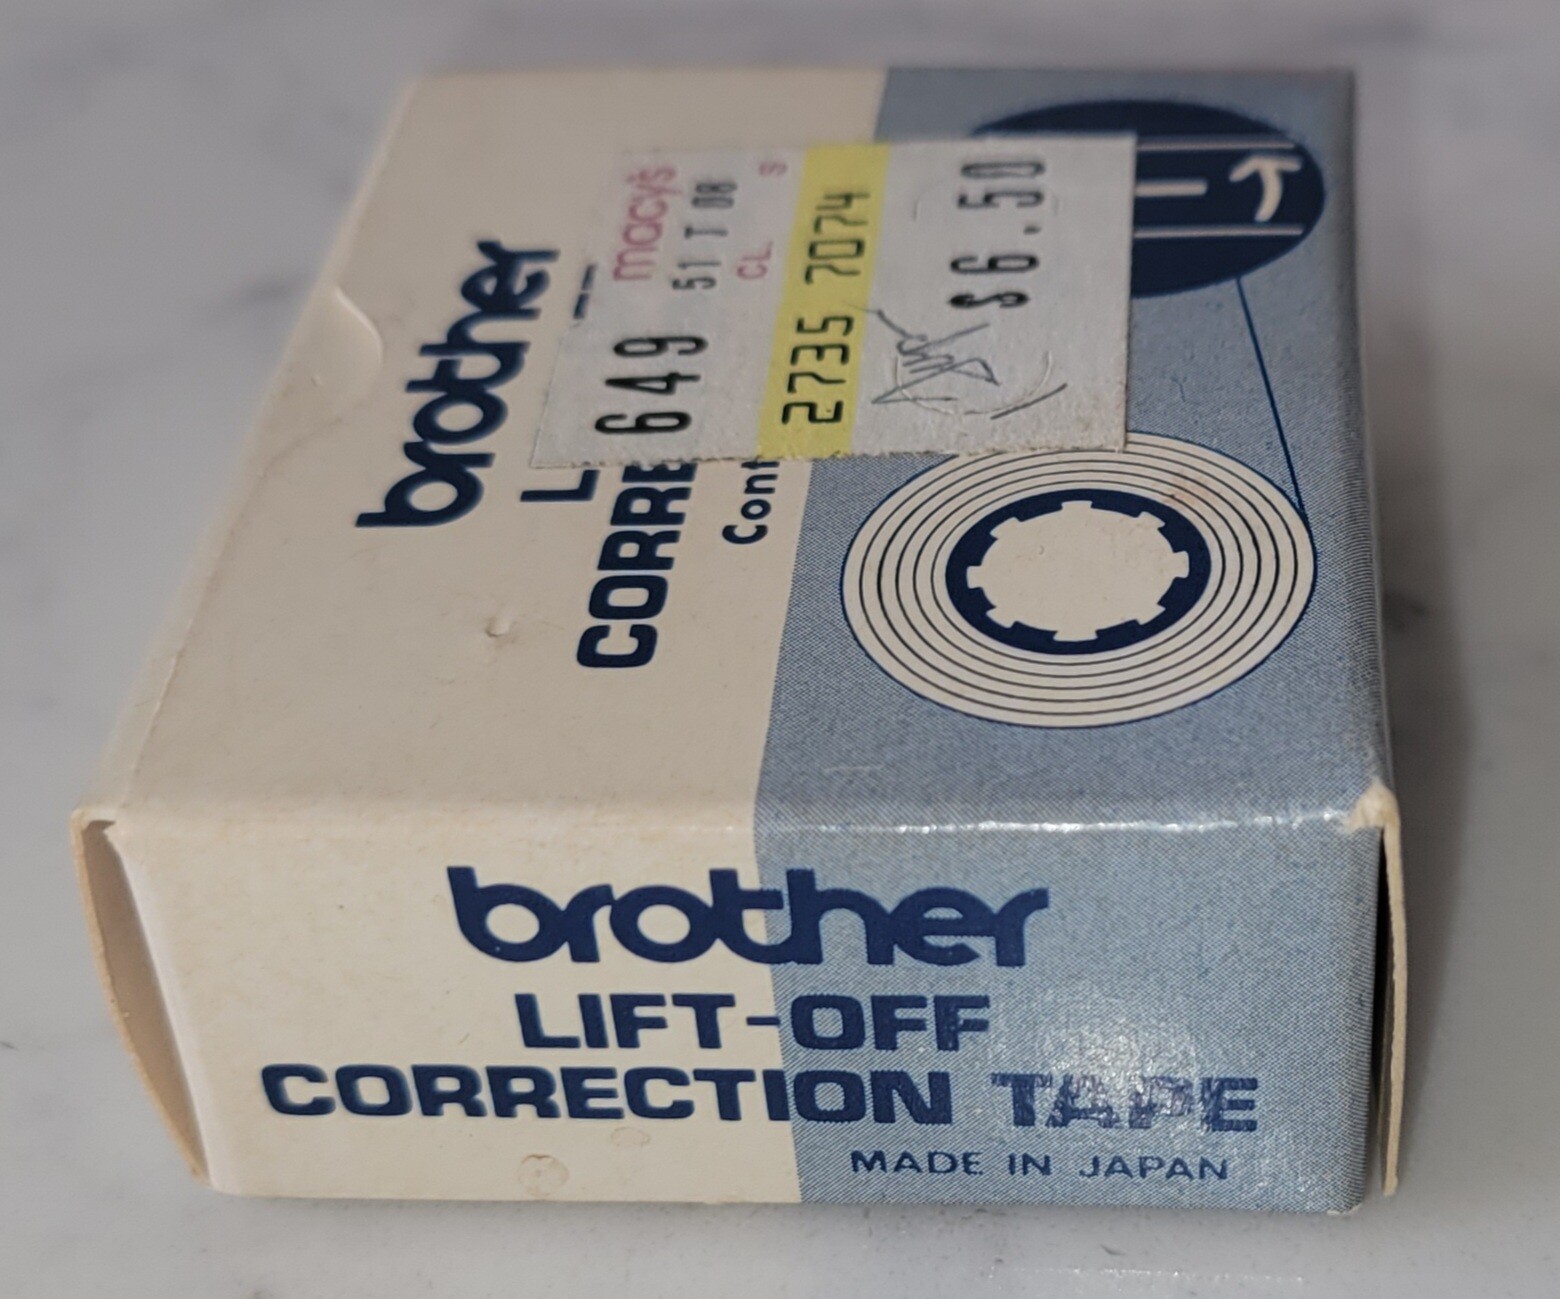 brother
L
CORRE
Cont
macy's
649 51 T 08
CL. S
2735 7074
$6.50
brother
LIFT-OFF
CORRECTION TAPE
MADE IN JAPAN